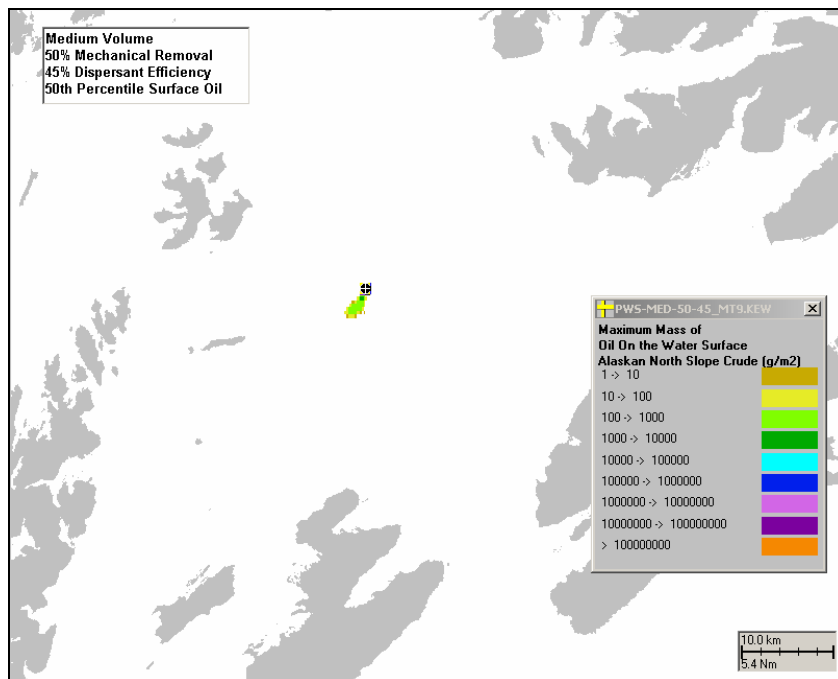 Medium Volume
50% Mechanical Removal
45% Dispersant Efficiency
50th Percentile Surface Oil
PWS-MED-50-45_MT9.KEW
Maximum Mass of
Oil On the Water Surface
Alaskan North Slope Crude (g/m2)
1 -> 10
10 -> 100
100 -> 1000
1000 -> 10000
10000 -> 100000
100000 -> 1000000
1000000 -> 10000000
10000000 -> 100000000
> 100000000
10.0 km
5.4 Nm